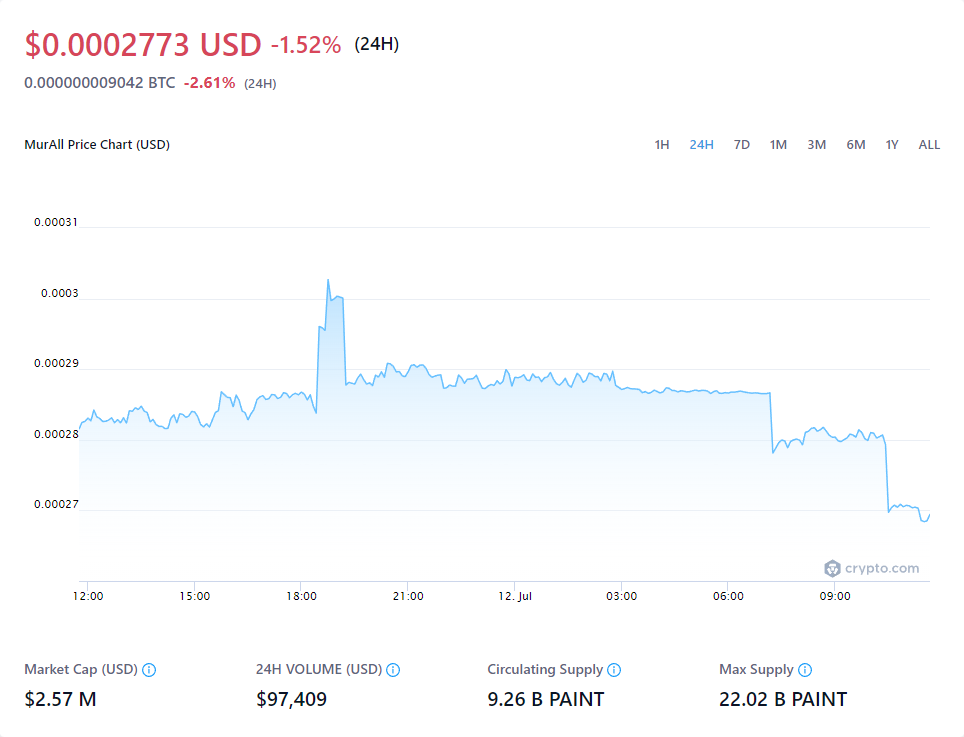 $0.0002773 USD -1.52% (24H)
0.000000009042 BTC -2.61% (24H)
MurAll Price Chart (USD) 1H 24H 7D 1M 3M 6M 1Y ALL
0.00031
0.0003
0.00029
0.00028
0.00027
crypto.com
12:00 15:00 18:00 21:00 12. Jul 03:00 06:00 09:00
Market Cap (USD) 24H VOLUME (USD) Circulating Supply Max Supply
$2.57 M $97,409 9.26 B PAINT 22.02 B PAINT